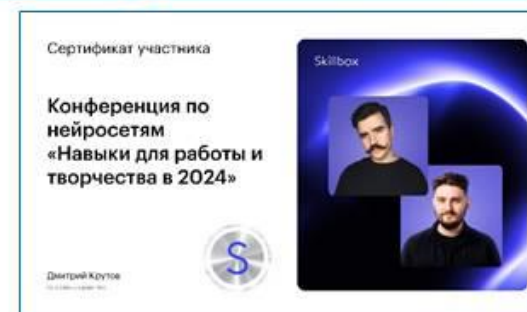 Сертификат участника
Skillbox
Конференция по
нейросетям
«Навыки для работы и
творчества в 2024»
S
Дмитрий Крутов